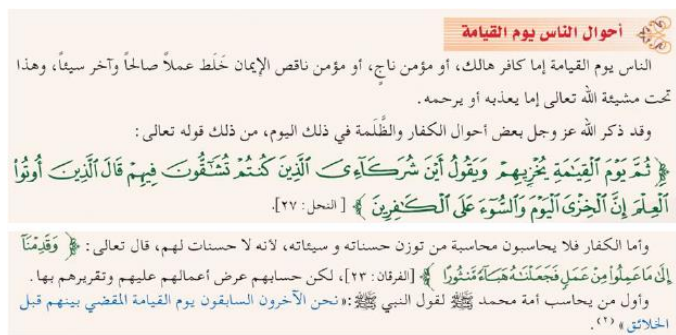 أحوال الناس يوم القيامة
الناس يوم القيامة إما كافر هالك، أو مؤمن ناجٍ، أو مؤمن ناقص الإيمان خَلَط عملاً صالحاً وآخر سيئاً، وهذا
تحت مشيئة الله تعالى إما يعذبه أو يرحمه.
وقد ذكر الله عز وجل بعض أحوال الكفار والظَّلَمة في ذلك اليوم، من ذلك قوله تعالى:
﴿ ثُمَّ يَوْمَ الْقِيَامَةِ يُخْزِيهِمْ وَيَقُولُ أَيْنَ شُرَكَاءِىَ الَّذِينَ كُنتُمْ تُشَاقُّونَ فِيهِمْ قَالَ الَّذِينَ أُوتُوا
الْعِلْمَ إِنَّ الْخِزْىَ الْيَوْمَ وَالسُّوءَ عَلَى الْكَافِرِينَ ﴾ [النحل: ٢٧].
وأما الكفار فلا يحاسبون محاسبة من توزن حسناته و سيئاته، لأنه لا حسنات لهم، قال تعالى: ﴿ وَقَدِمْنَا
إِلَى مَا عَمِلُوا مِنْ عَمَلٍ فَجَعَلْنَاهُ هَبَاءً مَّنثُورًا ﴾ [الفرقان: ٢٣]، لكن حسابهم عرض أعمالهم عليهم وتقريرهم بها.
وأول من يحاسب أمة محمد ﷺ لقول النبي ﷺ: «نحن الآخرون السابقون يوم القيامة المقضي بينهم قبل
الخلائق» (٢).